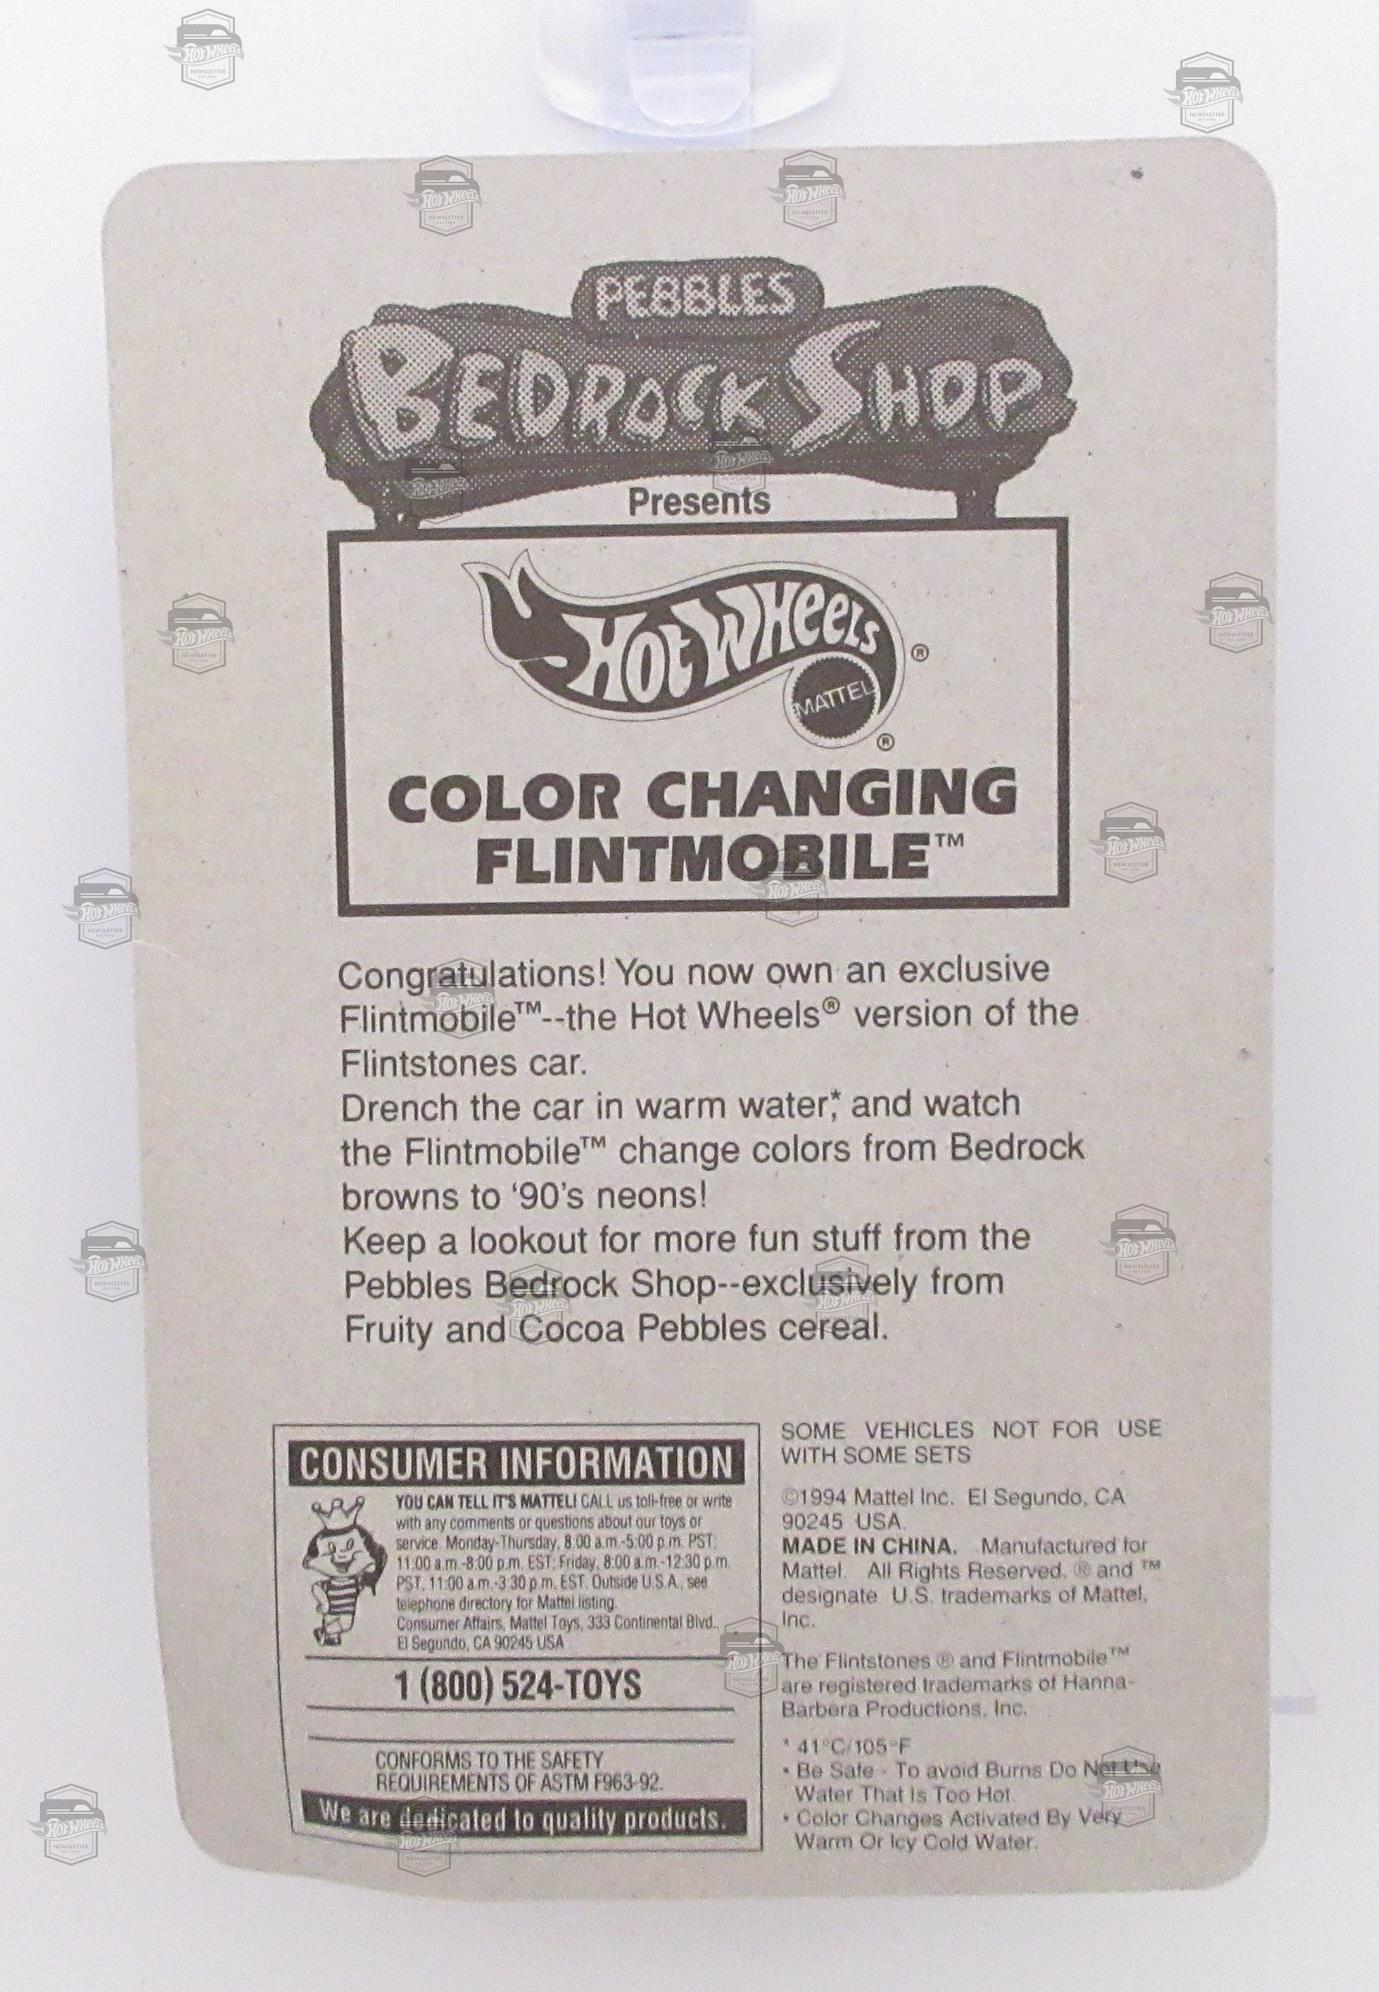 PEBBLES
BEDROCK SHOP
Presents
HOT WHEELS ®
MATTEL
®
COLOR CHANGING
FLINTMOBILE™
Congratulations! You now own an exclusive
Flintmobile™--the Hot Wheels® version of the
Flintstones car.
Drench the car in warm water,* and watch
the Flintmobile™ change colors from Bedrock
browns to ‘90’s neons!
Keep a lookout for more fun stuff from the
Pebbles Bedrock Shop--exclusively from
Fruity and Cocoa Pebbles cereal.
CONSUMER INFORMATION
YOU CAN TELL IT'S MATTEL! CALL us toll-free or write
with any comments or questions about our toys or
service. Monday-Thursday, 8:00 a.m.-5:00 p.m. PST;
11:00 a.m.-8:00 p.m. EST; Friday, 8:00 a.m.-12:30 p.m.
PST, 11:00 a.m.-3:30 p.m. EST. Outside U.S.A., see
telephone directory for Mattel listing.
Consumer Affairs, Mattel Toys, 333 Continental Blvd.,
El Segundo, CA 90245 USA
1 (800) 524-TOYS
CONFORMS TO THE SAFETY
REQUIREMENTS OF ASTM F963-92.
We are dedicated to quality products.
SOME VEHICLES NOT FOR USE
WITH SOME SETS
©1994 Mattel Inc. El Segundo, CA
90245 USA.
MADE IN CHINA. Manufactured for
Mattel. All Rights Reserved. ® and ™
designate U.S. trademarks of Mattel,
Inc.
The Flintstones ® and Flintmobile™
are registered trademarks of Hanna-
Barbera Productions, Inc.
* 41°C/105°F
• Be Safe - To avoid Burns Do Not Use
Water That Is Too Hot.
• Color Changes Activated By Very
Warm Or Icy Cold Water.
HOT WHEELS
NEWSLETTER